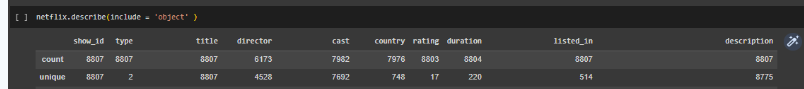 [ ] netflix.describe(include = 'object' )
show_id type title director cast country rating duration listed_in description
count 8807 8807 8807 6173 7982 7976 8803 8804 8807 8807
unique 8807 2 8807 4528 7692 748 17 220 514 8775